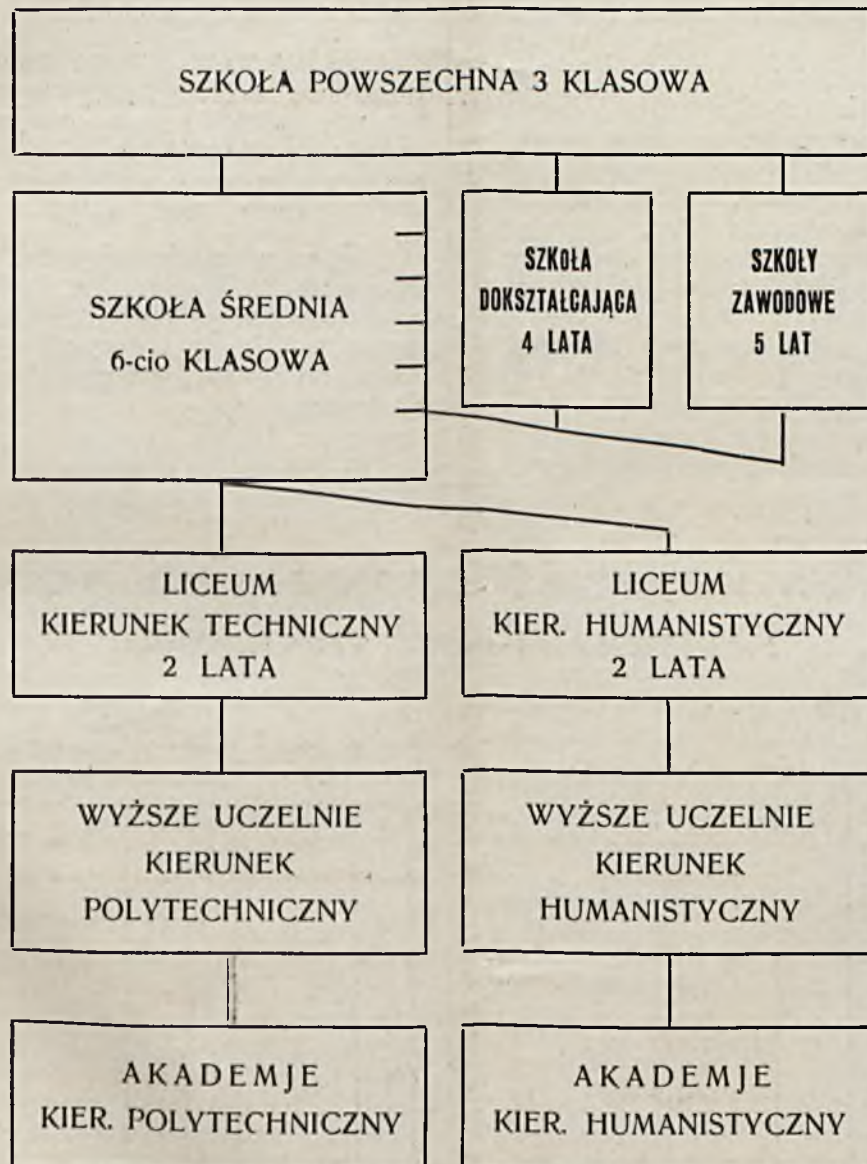 SZKOŁA POWSZECHNA 3 KLASOWA
SZKOŁA ŚREDNIA
6-cio KLASOWA
SZKOŁA
DOKSZTAŁCAJĄCA
4 LATA
SZKOŁY
ZAWODOWE
5 LAT
LICEUM
KIERUNEK TECHNICZNY
2 LATA
LICEUM
KIER. HUMANISTYCZNY
2 LATA
WYŻSZE UCZELNIE
KIERUNEK
POLYTECHNICZNY
WYŻSZE UCZELNIE
KIERUNEK
HUMANISTYCZNY
AKADEMJE
KIER. POLYTECHNICZNY
AKADEMJE
KIER. HUMANISTYCZNY